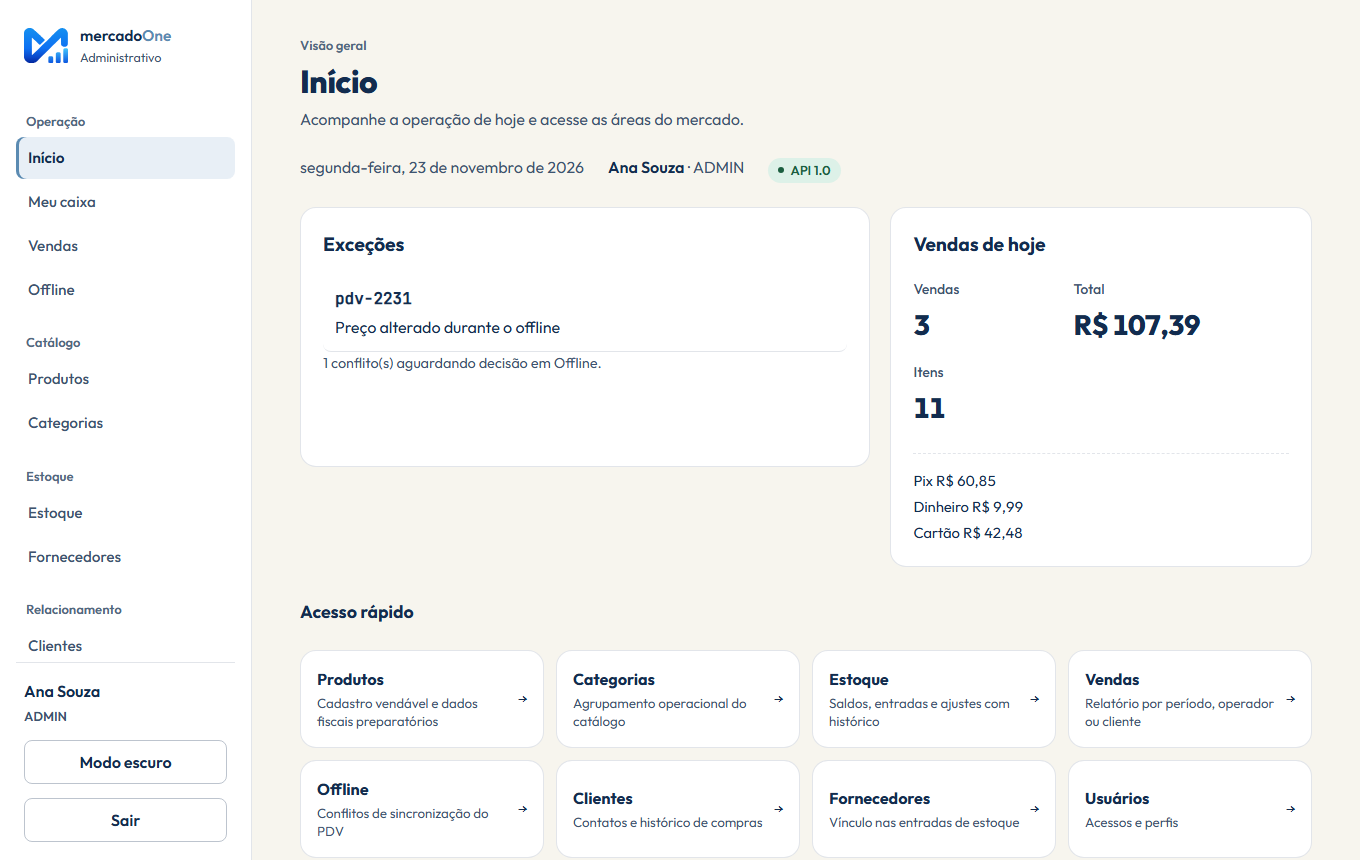 mercadoOne
Administrativo
Operação
Início
Meu caixa
Vendas
Offline
Catálogo
Produtos
Categorias
Estoque
Estoque
Fornecedores
Relacionamento
Clientes
Ana Souza
ADMIN
Modo escuro
Sair
Visão geral
Início
Acompanhe a operação de hoje e acesse as áreas do mercado.
segunda-feira, 23 de novembro de 2026 Ana Souza · ADMIN API 1.0
Exceções
pdv-2231
Preço alterado durante o offline
1 conflito(s) aguardando decisão em Offline.
Vendas de hoje
Vendas Total
3 R$ 107,39
Itens
11
Pix R$ 60,85
Dinheiro R$ 9,99
Cartão R$ 42,48
Acesso rápido
Produtos
Cadastro vendável e dados
fiscais preparatórios
→
Categorias
Agrupamento operacional do
catálogo
→
Estoque
Saldos, entradas e ajustes com
histórico
→
Vendas
Relatório por período, operador
ou cliente
→
Offline
Conflitos de sincronização do
PDV
→
Clientes
Contatos e histórico de compras
→
Fornecedores
Vínculo nas entradas de estoque
→
Usuários
Acessos e perfis
→